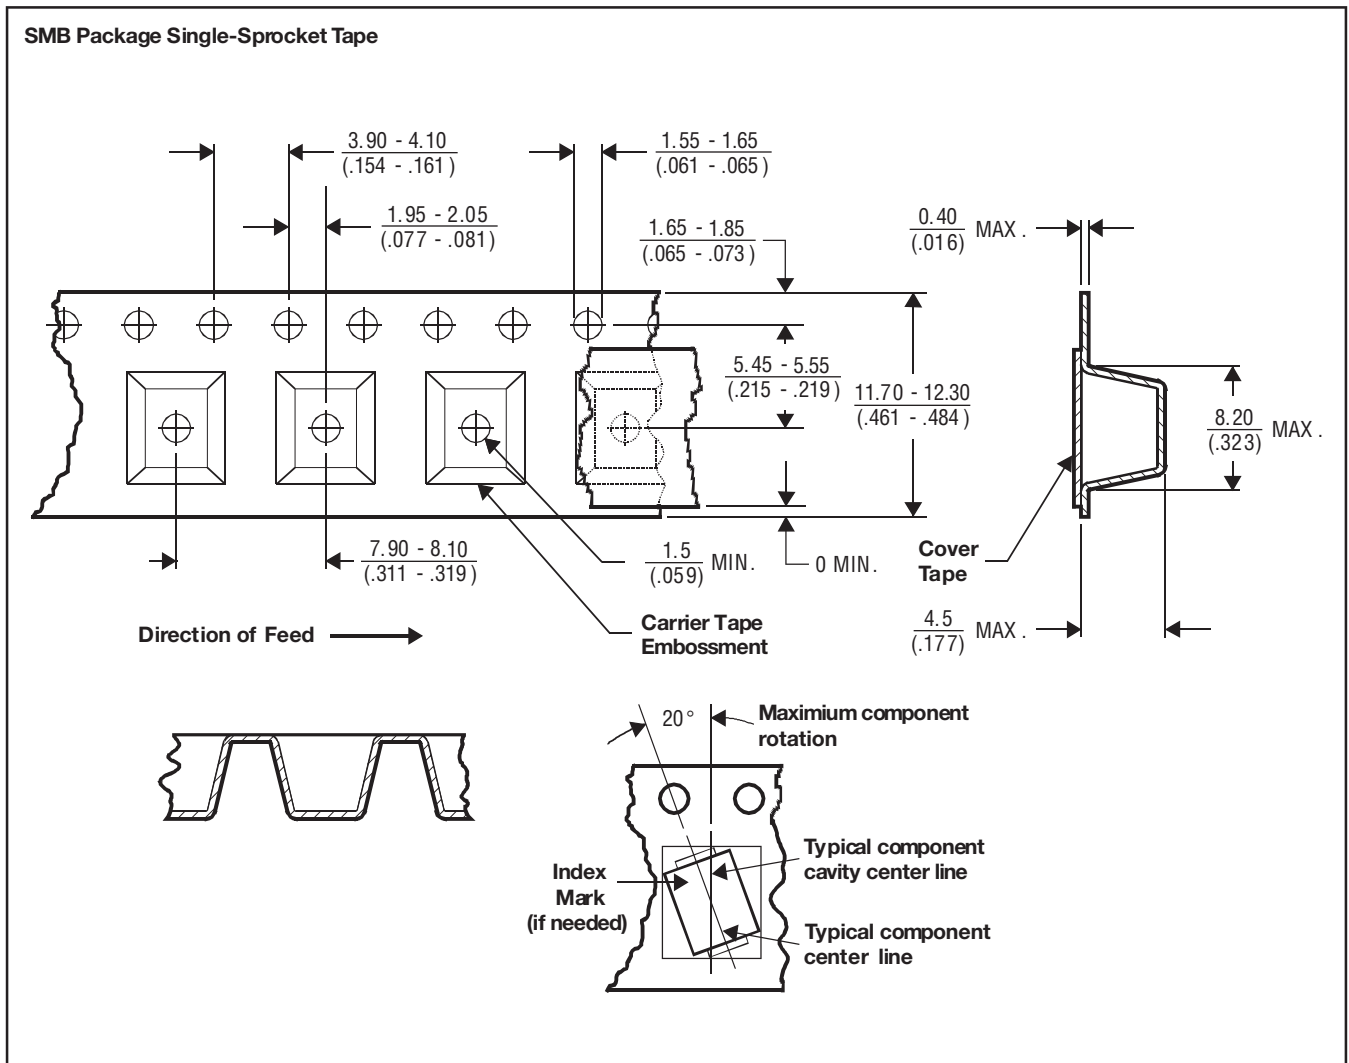 SMB Package Single-Sprocket Tape
3.90 - 4.10
(.154 - .161)
1.55 - 1.65
(.061 - .065)
1.95 - 2.05
(.077 - .081)
1.65 - 1.85
(.065 - .073)
0.40
(.016)
MAX.
5.45 - 5.55
(.215 - .219)
11.70 - 12.30
(.461 - .484)
8.20
(.323)
MAX.
7.90 - 8.10
(.311 - .319)
1.5
(.059)
MIN.
0 MIN.
Cover
Tape
Direction of Feed
Carrier Tape
Embossment
4.5
(.177)
MAX.
20°
Maximium component
rotation
Typical component
cavity center line
Index
Mark
(if needed)
Typical component
center line